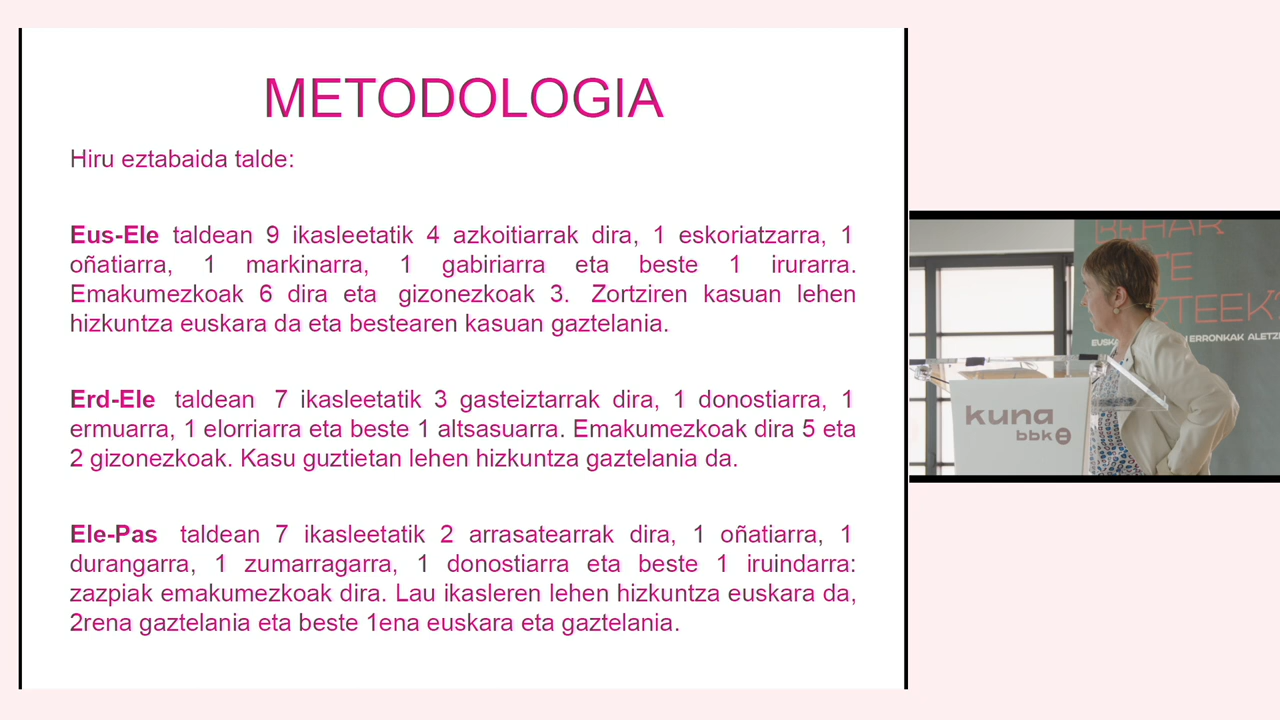 METODOLOGIA
Hiru eztabaida talde:
Eus-Ele taldean 9 ikasleetatik 4 azkoitiarrak dira, 1 eskoriatzarra, 1
oñatiarra, 1 markinarra, 1 gabiriarra eta beste 1 irurarra.
Emakumezkoak 6 dira eta gizonezkoak 3. Zortziren kasuan lehen
hizkuntza euskara da eta bestearen kasuan gaztelania.
Erd-Ele taldean 7 ikasleetatik 3 gasteiztarrak dira, 1 donostiarra, 1
ermuarra, 1 elorriarra eta beste 1 altsasuarra. Emakumezkoak dira 5 eta
2 gizonezkoak. Kasu guztietan lehen hizkuntza gaztelania da.
Ele-Pas taldean 7 ikasleetatik 2 arrasatearrak dira, 1 oñatiarra, 1
durangarra, 1 zumarragarra, 1 donostiarra eta beste 1 iruindarra:
zazpiak emakumezkoak dira. Lau ikasleren lehen hizkuntza euskara da,
2rena gaztelania eta beste 1ena euskara eta gaztelania.
BEHAR
ERRONKAK ALETZ
kuna
bbk